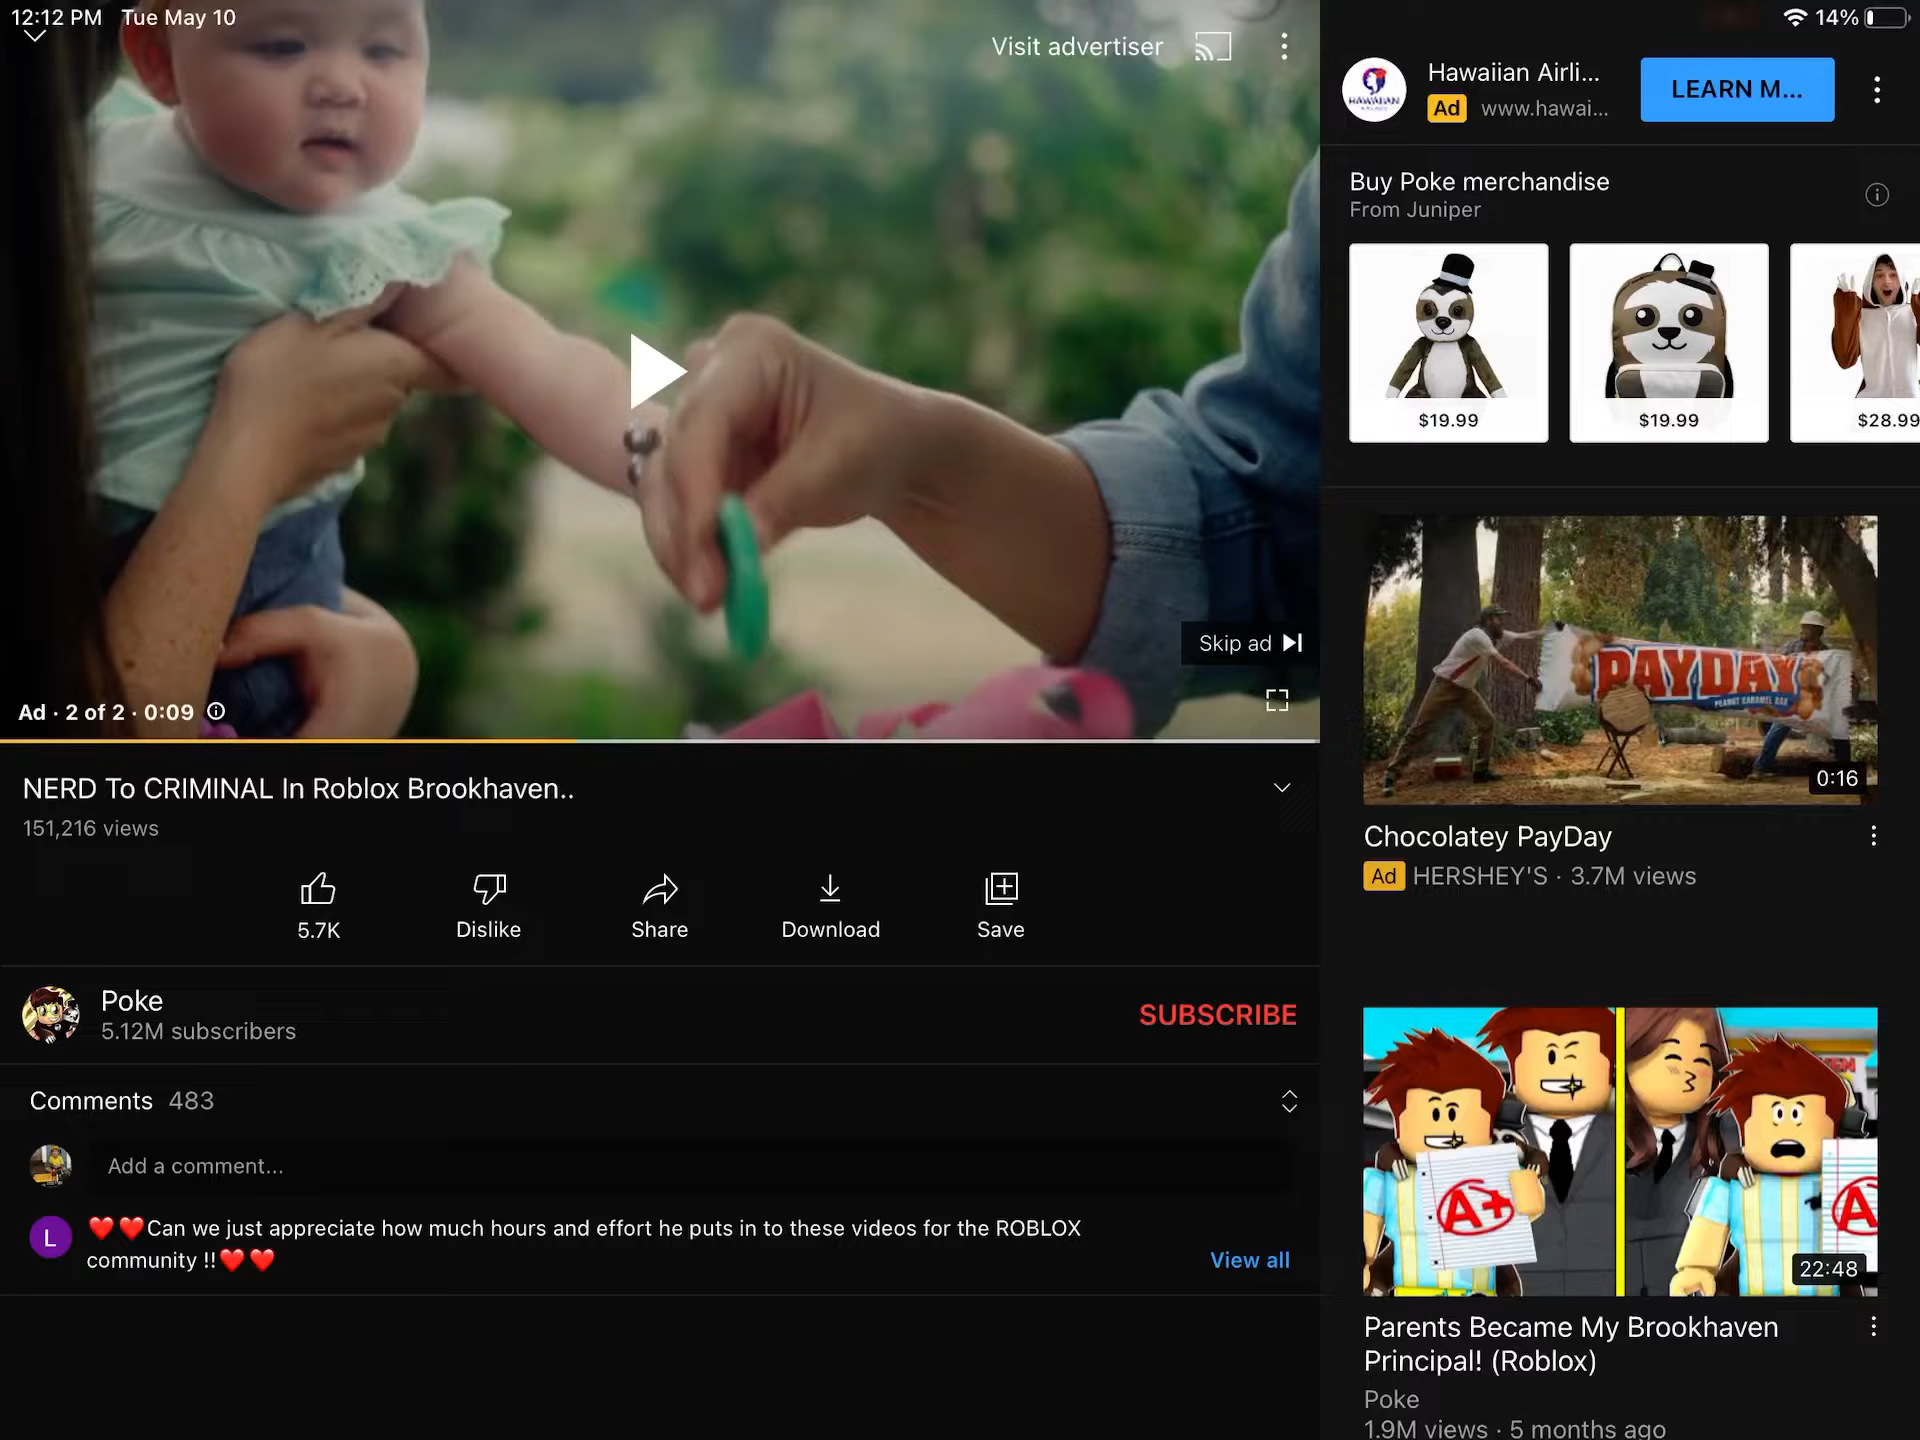 12:12 PM Tue May 10
14%
Visit advertiser
Skip ad
Ad · 2 of 2 · 0:09
NERD To CRIMINAL In Roblox Brookhaven..
151,216 views
5.7K
Dislike
Share
Download
Save
Poke
5.12M subscribers
SUBSCRIBE
Comments 483
Add a comment...
L
❤️❤️Can we just appreciate how much hours and effort he puts in to these videos for the ROBLOX
community !!❤️❤️
View all
HAWAIIAN
Hawaiian Airli...
Ad www.hawai...
LEARN M...
Buy Poke merchandise
From Juniper
$19.99
$19.99
$28.99
PAYDAY
PEANUT CARAMEL BAR
0:16
Chocolatey PayDay
Ad HERSHEY'S · 3.7M views
A+
A
EN
22:48
Parents Became My Brookhaven
Principal! (Roblox)
Poke
1.9M views · 5 months ago